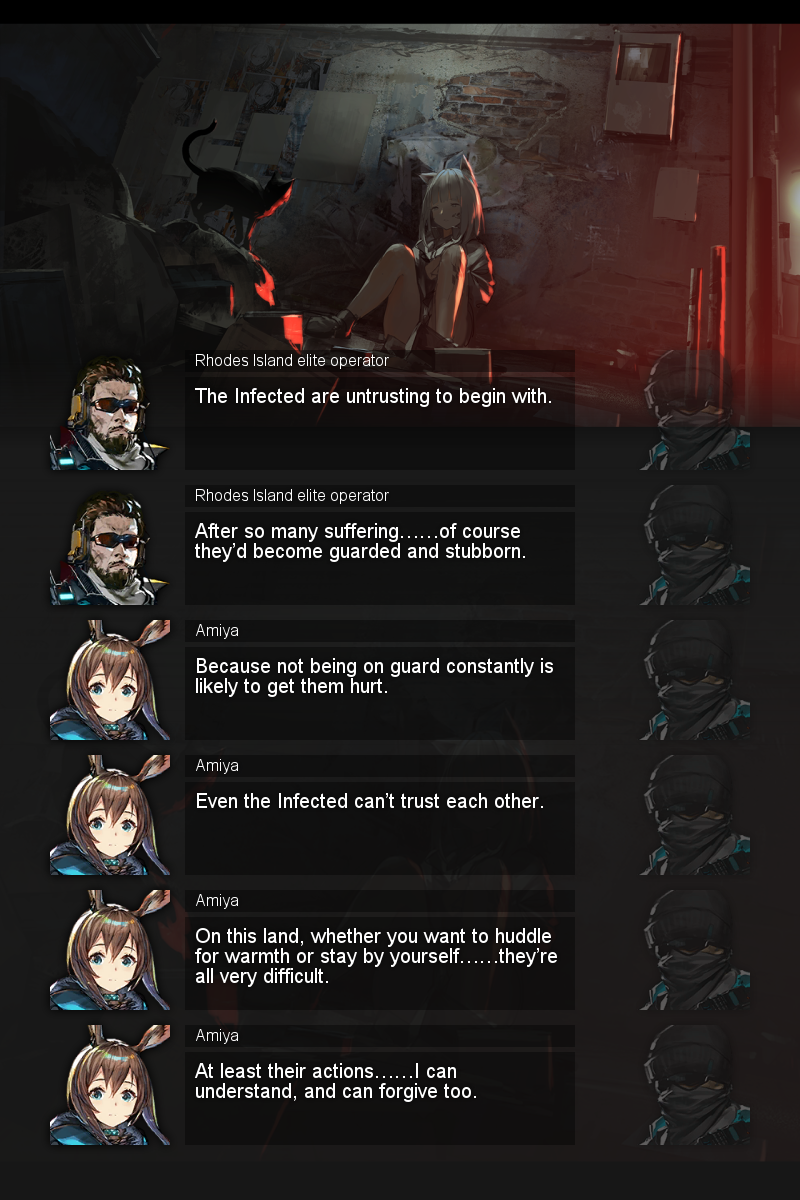 Rhodes Island elite operator
The Infected are untrusting to begin with.
Rhodes Island elite operator
After so many suffering……of course
they’d become guarded and stubborn.
Amiya
Because not being on guard constantly is
likely to get them hurt.
Amiya
Even the Infected can’t trust each other.
Amiya
On this land, whether you want to huddle
for warmth or stay by yourself……they’re
all very difficult.
Amiya
At least their actions……I can
understand, and can forgive too.